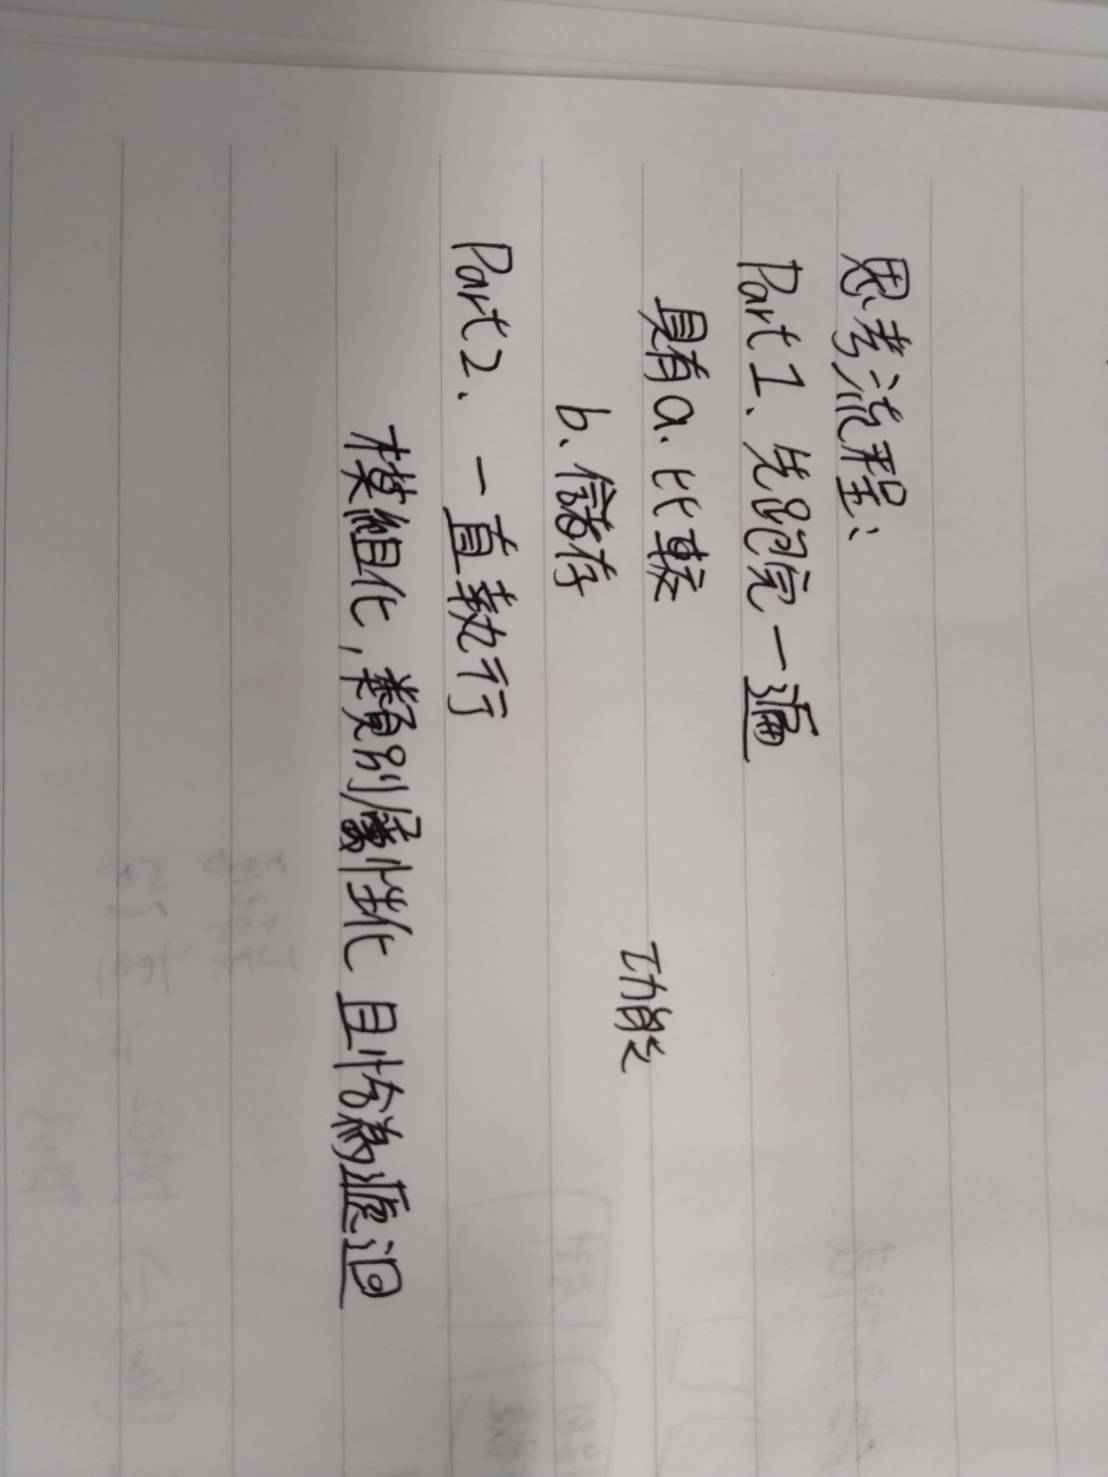 思考流程：
Part 1、先跑完一遍
具有 a. 比較
b. 儲存
功能
Part 2、一直執行
模組化，類別屬性化 且恰為遞迴